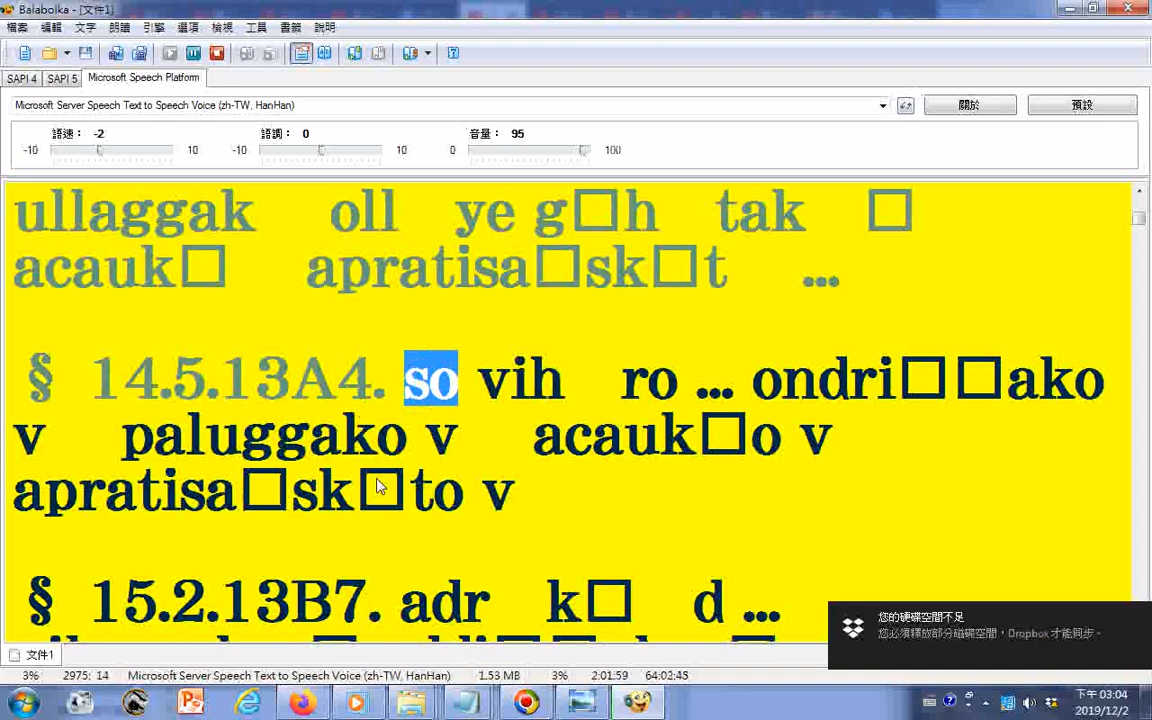 Balabolka - [文件1]
檔案 編輯 文字 朗讀 引擎 選項 檢視 工具 書籤 說明
SAPI 4 SAPI 5 Microsoft Speech Platform
Microsoft Server Speech Text to Speech Voice (zh-TW, HanHan)
關於 預設
語速： -2 語調： 0 音量： 95
-10 10 -10 10 0 100
ullaggak oll ye g□h tak □
acauk□ apratisa□sk□t ...
§ 14.5.13A4. so vih ro ... ondri□□ako
v paluggako v acauk□o v
apratisa□sk□to v
§ 15.2.13B7. adr k□ d ...
您的硬碟空間不足
您必須釋放部分磁碟空間，Dropbox 才能同步。
文件1
3% 2975; 14 Microsoft Server Speech Text to Speech Voice (zh-TW, HanHan) 1.53 MB 3% 2:01:59 64:02:45
下午 03:04
2019/12/2